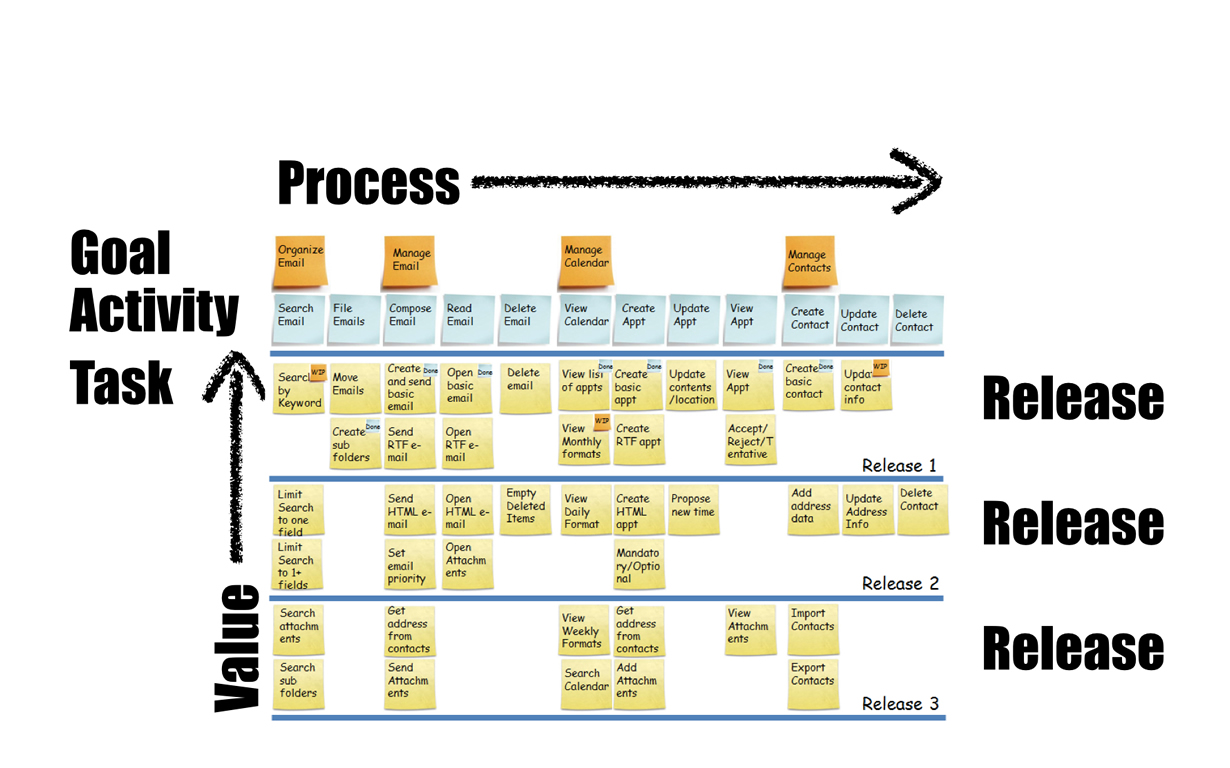 Process
Goal
Activity
Task
Value
Organize
Email
Manage
Email
Manage
Calendar
Manage
Contacts
Search
Email
File
Emails
Compose
Email
Read
Email
Delete
Email
View
Calendar
Create
Appt
Update
Appt
View
Appt
Create
Contact
Update
Contact
Delete
Contact
WIP
by
Keyword
Move
Emails
Create
and send
basic
email
Done
Open
basic
email
Done
Delete
email
View list
of appts
Done
Create
basic
appt
Done
Update
contents
/location
View
Appt
Done
Create
basic
contact
Done
contact
info
WIP
Create
sub
folders
Done
Send
RTF e-
mail
Open
RTF e-
mail
View
Monthly
formats
WIP
Create
RTF appt
Accept/
Reject/T
entative
Release 1
Release
Limit
Search
to one
field
Send
HTML e-
mail
Open
HTML e-
mail
Empty
Deleted
Items
View
Daily
Format
Create
HTML
appt
Propose
new time
Add
address
data
Update
Address
Info
Delete
Contact
Limit
Search
to 1+
fields
Set
email
priority
Open
Attachm
ents
Mandato
ry/Optio
nal
Release 2
Release
Search
attachm
ents
Get
address
from
contacts
View
Weekly
Formats
Get
address
from
contacts
View
Attachm
ents
Import
Contacts
Search
sub
folders
Send
Attachm
ents
Search
Calendar
Add
Attachm
ents
Export
Contacts
Release 3
Release